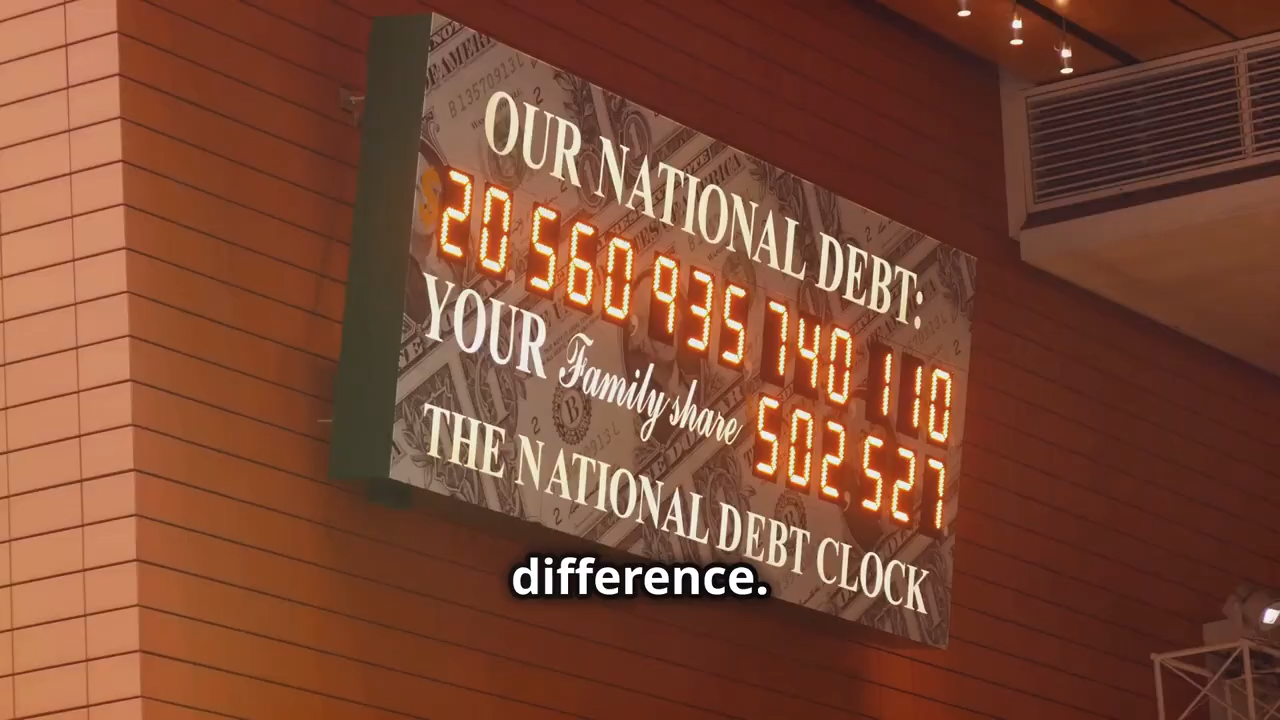 OUR NATIONAL DEBT:
$20,560,935,740,110
YOUR Family share 502,527
THE NATIONAL DEBT CLOCK
difference.